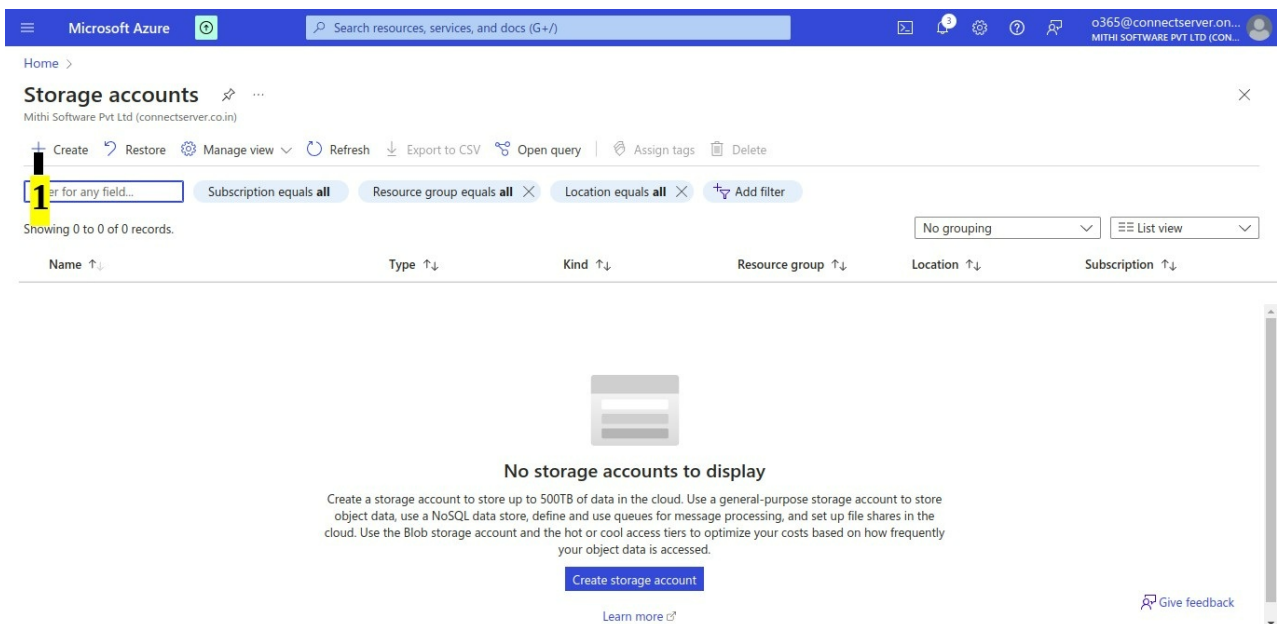 Microsoft Azure
Search resources, services, and docs (G+/)
3
o365@connectserver.on...
MITHI SOFTWARE PVT LTD (CON...
Home >
Storage accounts ...
Mithi Software Pvt Ltd (connectserver.co.in)
+ Create Restore Manage view Refresh Export to CSV Open query Assign tags Delete
1
er for any field... Subscription equals all Resource group equals all Location equals all Add filter
Showing 0 to 0 of 0 records. No grouping List view
Name ↑↓ Type ↑↓ Kind ↑↓ Resource group ↑↓ Location ↑↓ Subscription ↑↓
No storage accounts to display
Create a storage account to store up to 500TB of data in the cloud. Use a general-purpose storage account to store
object data, use a NoSQL data store, define and use queues for message processing, and set up file shares in the
cloud. Use the Blob storage account and the hot or cool access tiers to optimize your costs based on how frequently
your object data is accessed.
Create storage account
Learn more
Give feedback